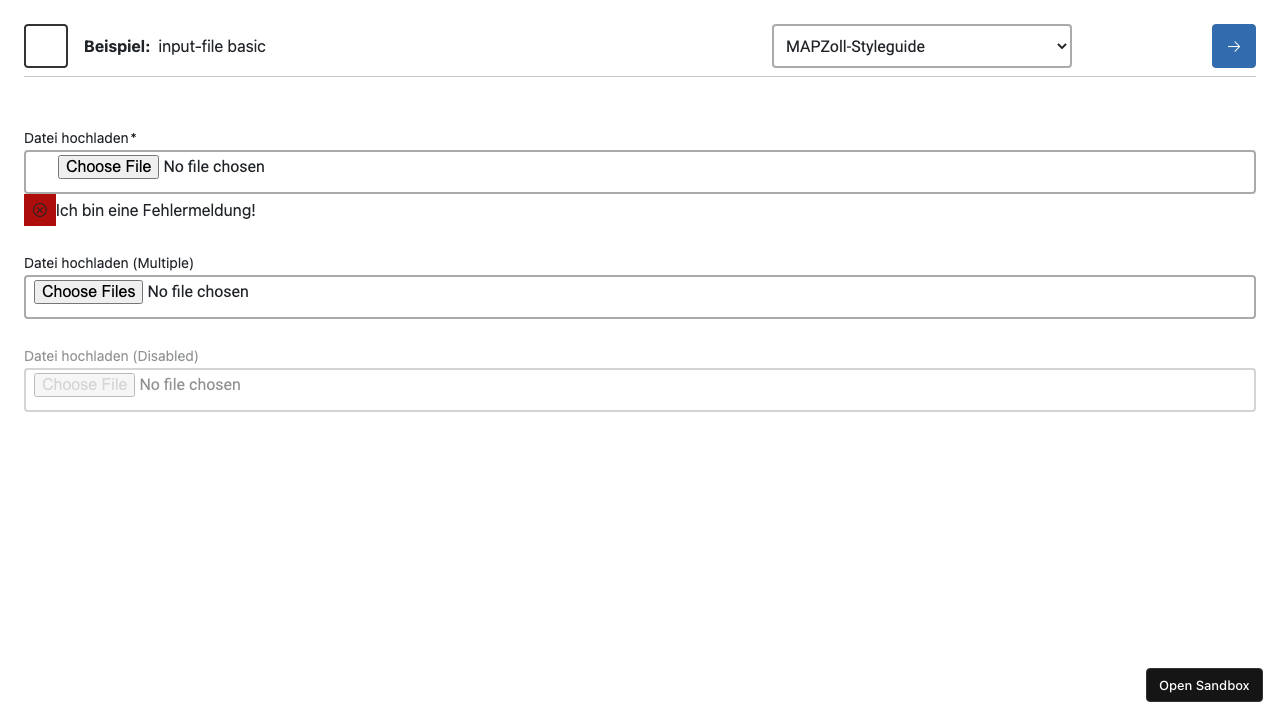 Beispiel: input-file basic
MAPZoll-Styleguide
Datei hochladen*
Choose File No file chosen
Ich bin eine Fehlermeldung!
Datei hochladen (Multiple)
Choose Files No file chosen
Datei hochladen (Disabled)
Choose File No file chosen
Open Sandbox